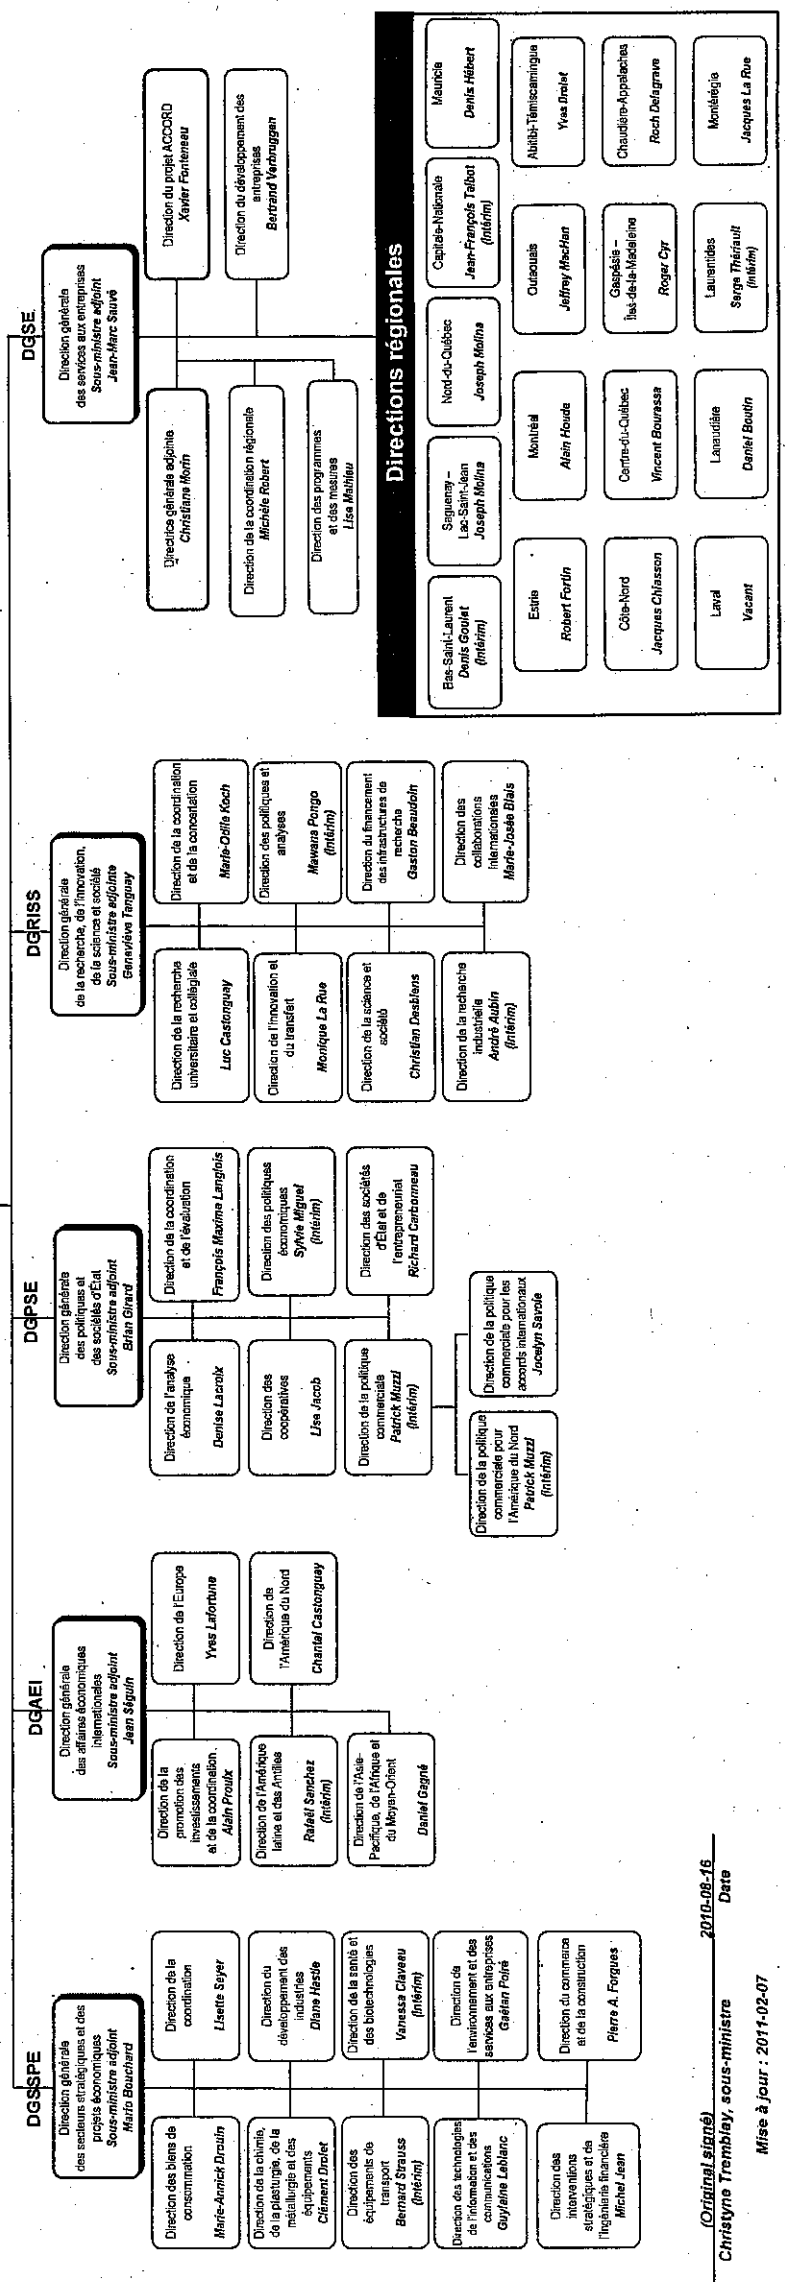 DGSSPE
Direction générale
des secteurs stratégiques et des
projets économiques
Sous-ministre adjoint
Mario Bouchard
Direction des biens de
consommation
Marie-Annick Drouin
Direction de la
coordination
Lisette Seyer
Direction de la chimie,
de la plasturgie, de la
métallurgie et des
équipements
Clément Drolet
Direction du
développement des
industries
Diane Hastie
Direction des
équipements de
transport
Bernard Strauss
(Intérim)
Direction de la santé et
des biotechnologies
Vanessa Claveau
(Intérim)
Direction des technologies
de l'information et des
communications
Guylaine Leblanc
Direction de
l'environnement et des
services aux entreprises
Gaétan Poiré
Direction des
interventions
stratégiques et de
l'ingénierie financière
Michel Jean
Direction du commerce
et de la construction
Pierre A. Forgues
DGAEI
Direction générale
des affaires économiques
internationales
Sous-ministre adjoint
Jean Séguin
Direction de la
promotion des
investissements
et de la coordination
Alain Proulx
Direction de l'Europe
Yves Lafortune
Direction de l'Amérique
latine et des Antilles
Rafaël Sanchez
(Intérim)
Direction de
l'Amérique du Nord
Chantal Castonguay
Direction de l'Asie-
Pacifique, de l'Afrique et
du Moyen-Orient
Daniel Gagné
DGPSE
Direction générale
des politiques et
des sociétés d'État
Sous-ministre adjoint
Brian Girard
Direction de l'analyse
économique
Denise Lacroix
Direction de la coordination
et de l'évaluation
François Maxime Langlois
Direction des
coopératives
Lise Jacob
Direction des politiques
économiques
Sylvie Miguel
(Intérim)
Direction de la politique
commerciale
Patrick Muzzi
(Intérim)
Direction des sociétés
d'État et de
l'entrepreneuriat
Richard Carbonneau
Direction de la politique
commerciale pour
l'Amérique du Nord
Patrick Muzzi
(Intérim)
Direction de la politique
commerciale pour les
accords internationaux
Jocelyn Savoie
DGRISS
Direction générale
de la recherche, de l'innovation,
de la science et société
Sous-ministre adjointe
Geneviève Tanguay
Direction de la recherche
universitaire et collégiale
Luc Castonguay
Direction de la coordination
et de la concertation
Marie-Odile Koch
Direction de l'innovation et
du transfert
Monique La Rue
Direction des politiques et
analyses
Mawana Pongo
(Intérim)
Direction de la science et
société
Christian Desbiens
Direction du financement
des infrastructures de
recherche
Gaston Beaudoin
Direction de la recherche
industrielle
André Aubin
(Intérim)
Direction des
collaborations
internationales
Marie-Josée Blais
DGSE
Direction générale
des services aux entreprises
Sous-ministre adjoint
Jean-Marc Sauvé
Directrice générale adjointe
Christiane Morin
Direction du projet ACCORD
Xavier Fonteneau
Direction de la coordination régionale
Michèle Robert
Direction du développement des
entreprises
Bertrand Verbruggen
Direction des programmes
et des mesures
Lise Mathieu
Directions régionales
Bas-Saint-Laurent
Denis Goulet
(Intérim)
Saguenay –
Lac-Saint-Jean
Joseph Molina
Nord-du-Québec
Joseph Molina
Capitale-Nationale
Jean-François Talbot
(Intérim)
Mauricie
Denis Hébert
Estrie
Robert Fortin
Montréal
Alain Houde
Outaouais
Jeffrey MacHan
Abitibi-Témiscamingue
Yves Drolet
Côte-Nord
Jacques Chiasson
Centre-du-Québec
Vincent Bourassa
Gaspésie –
Îles-de-la-Madeleine
Roger Cyr
Chaudière-Appalaches
Roch Delagrave
Laval
Vacant
Lanaudière
Daniel Boutin
Laurentides
Serge Thériault
(Intérim)
Montérégie
Jacques La Rue
(Original signé) 2010-08-16
Christyne Tremblay, sous-ministre Date
Mise à jour : 2011-02-07